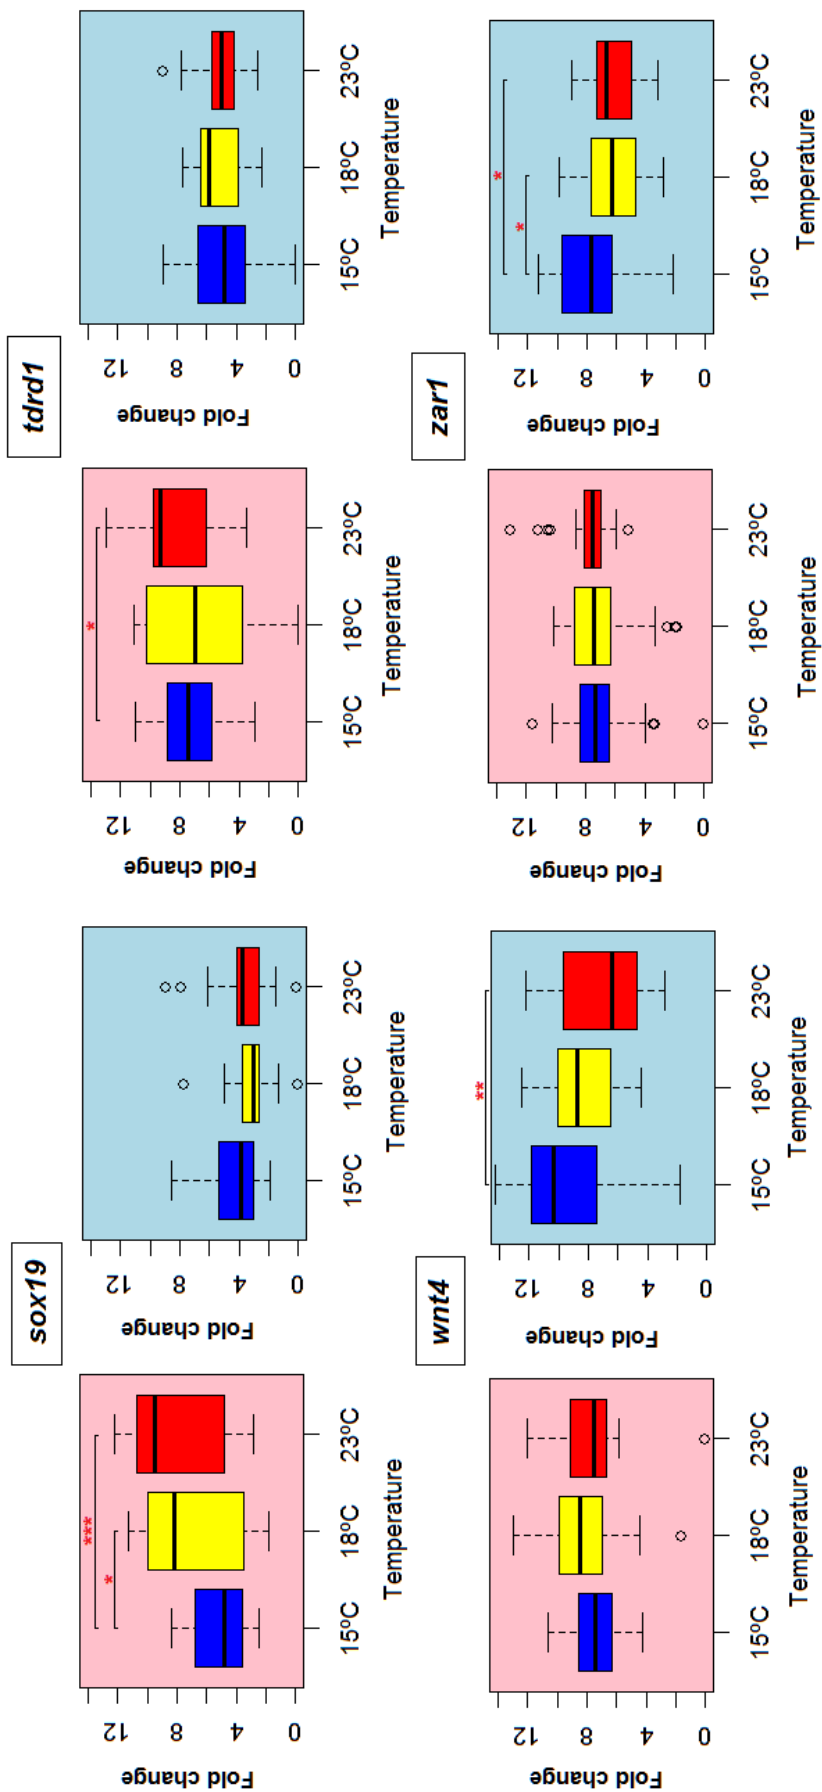 sox19
tdrd1
Fold change
12
8
4
0
*
***
15ºC 18ºC 23ºC
Temperature
Fold change
12
8
4
0
15ºC 18ºC 23ºC
Temperature
Fold change
12
8
4
0
*
15ºC 18ºC 23ºC
Temperature
Fold change
12
8
4
0
15ºC 18ºC 23ºC
Temperature
wnt4
zar1
Fold change
12
8
4
0
15ºC 18ºC 23ºC
Temperature
Fold change
12
8
4
0
**
15ºC 18ºC 23ºC
Temperature
Fold change
12
8
4
0
15ºC 18ºC 23ºC
Temperature
Fold change
12
8
4
0
*
*
15ºC 18ºC 23ºC
Temperature